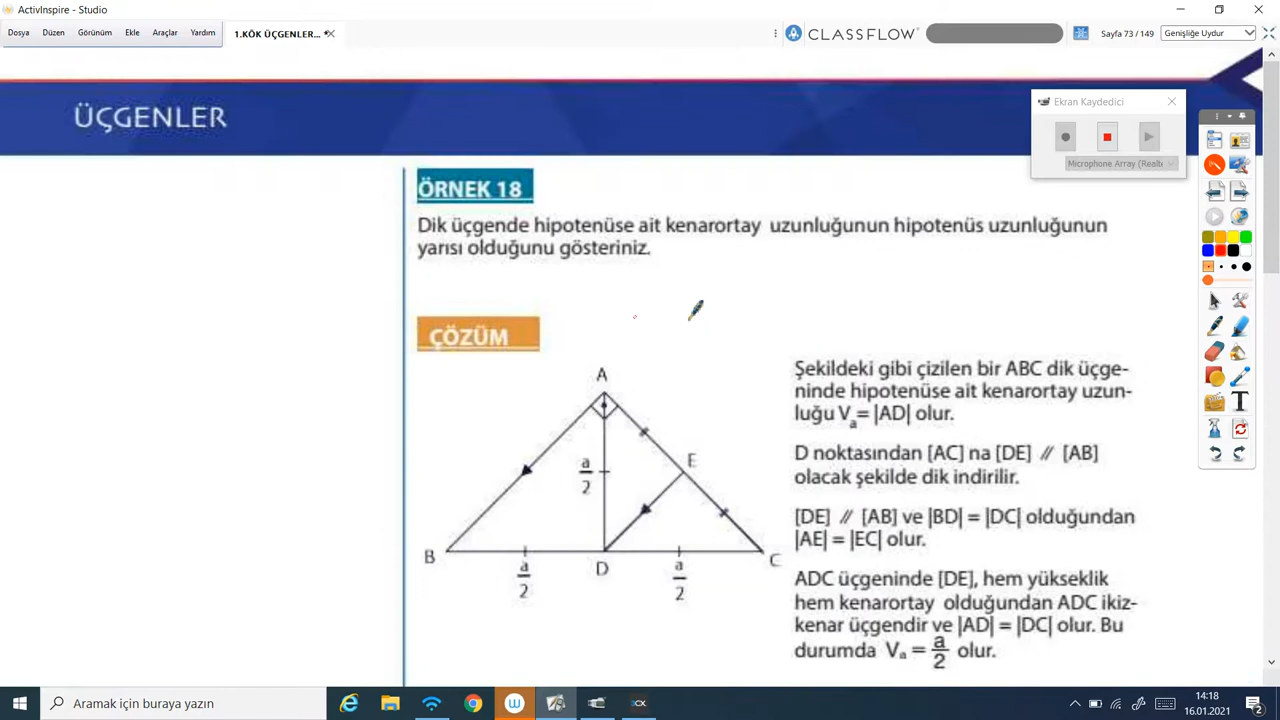 ActivInspire - Studio
Dosya Düzen Görünüm Ekle Araçlar Yardım
1.KÖK ÜÇGENLER...
CLASSFLOW
Sayfa 73 / 149
Genişliğe Uydur
ÜÇGENLER
Ekran Kaydedici
Microphone Array (Realte
ÖRNEK 18
Dik üçgende hipotenüse ait kenarortay uzunluğunun hipotenüs uzunluğunun
yarısı olduğunu gösteriniz.
ÇÖZÜM
A
E
a/2
B
D
C
a/2
a/2
Şekildeki gibi çizilen bir ABC dik üçge-
ninde hipotenüse ait kenarortay uzun-
luğu Va= |AD| olur.
D noktasından [AC] na [DE] // [AB]
olacak şekilde dik indirilir.
[DE] // [AB] ve |BD| = |DC| olduğundan
|AE| = |EC| olur.
ADC üçgeninde [DE], hem yükseklik
hem kenarortay olduğundan ADC ikiz-
kenar üçgendir ve |AD| = |DC| olur. Bu
durumda Va = a/2 olur.
T
Aramak için buraya yazın
14:18
16.01.2021
2